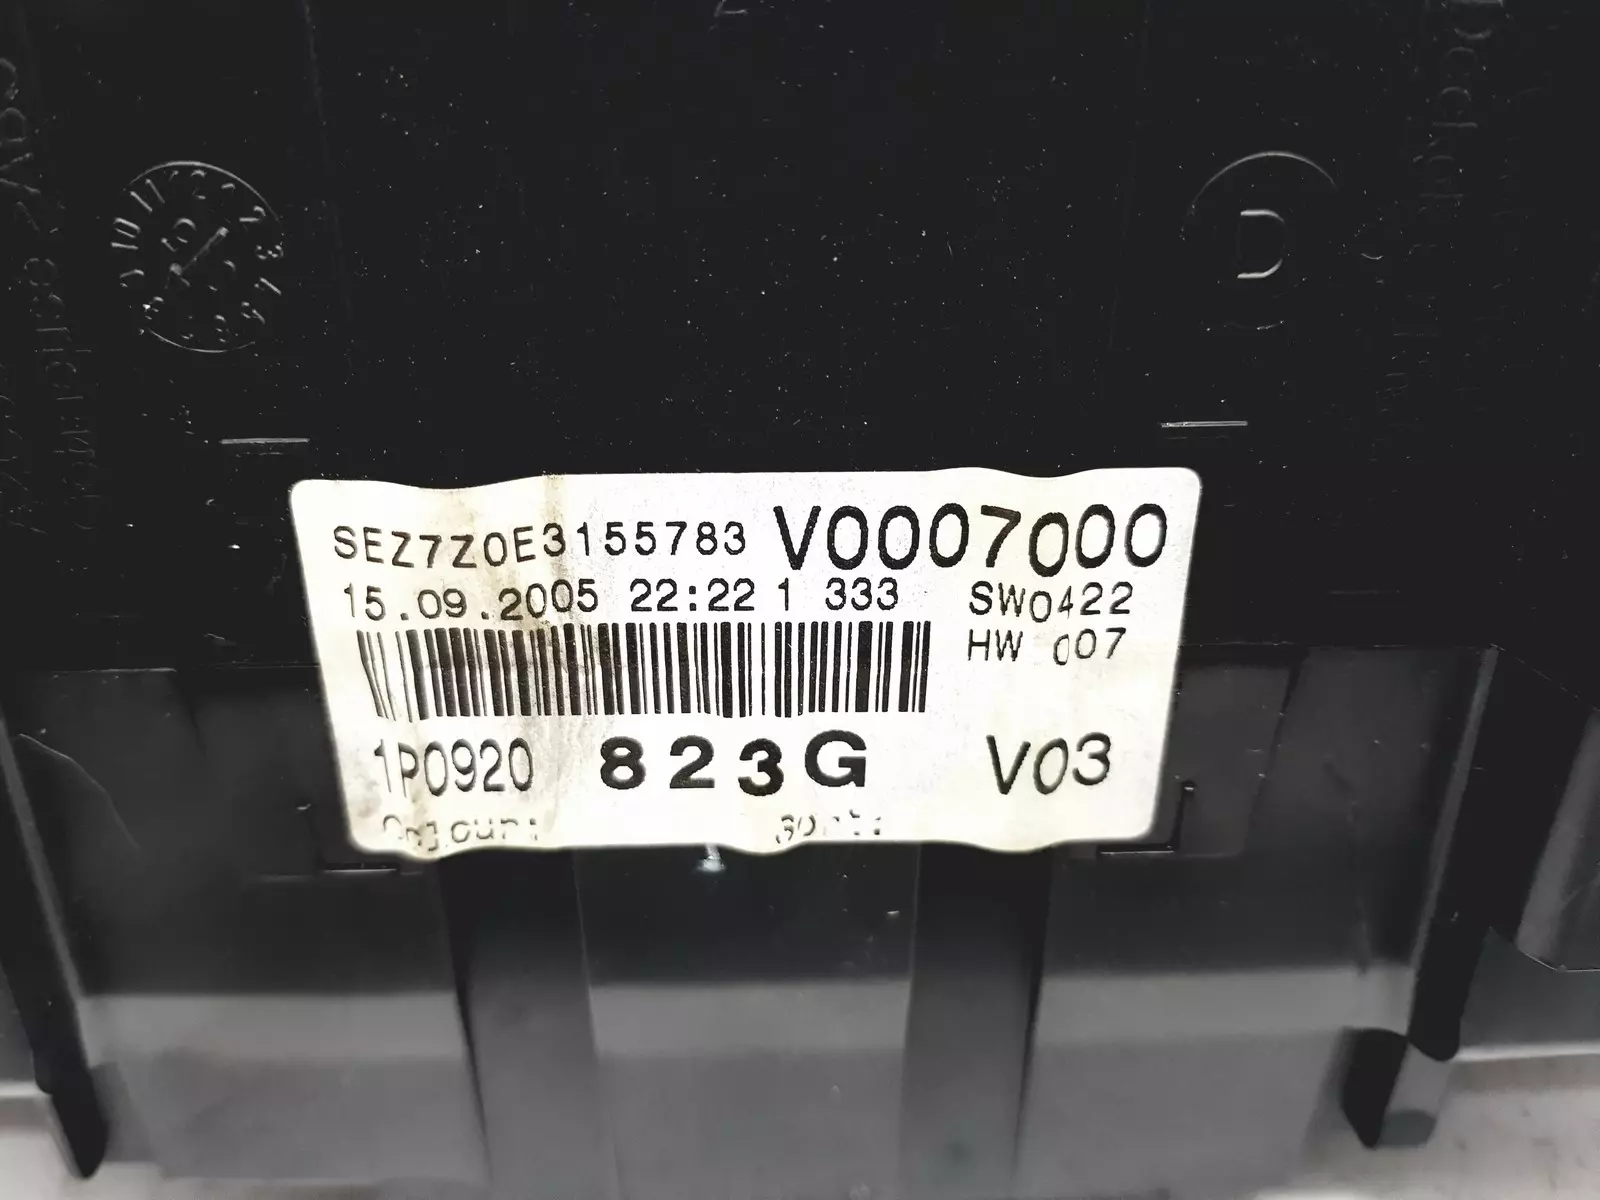 D
SEZ7Z0E3155783 V0007000
15.09.2005 22:22 1 333 SW0422
HW 007
1P0920 823G V03